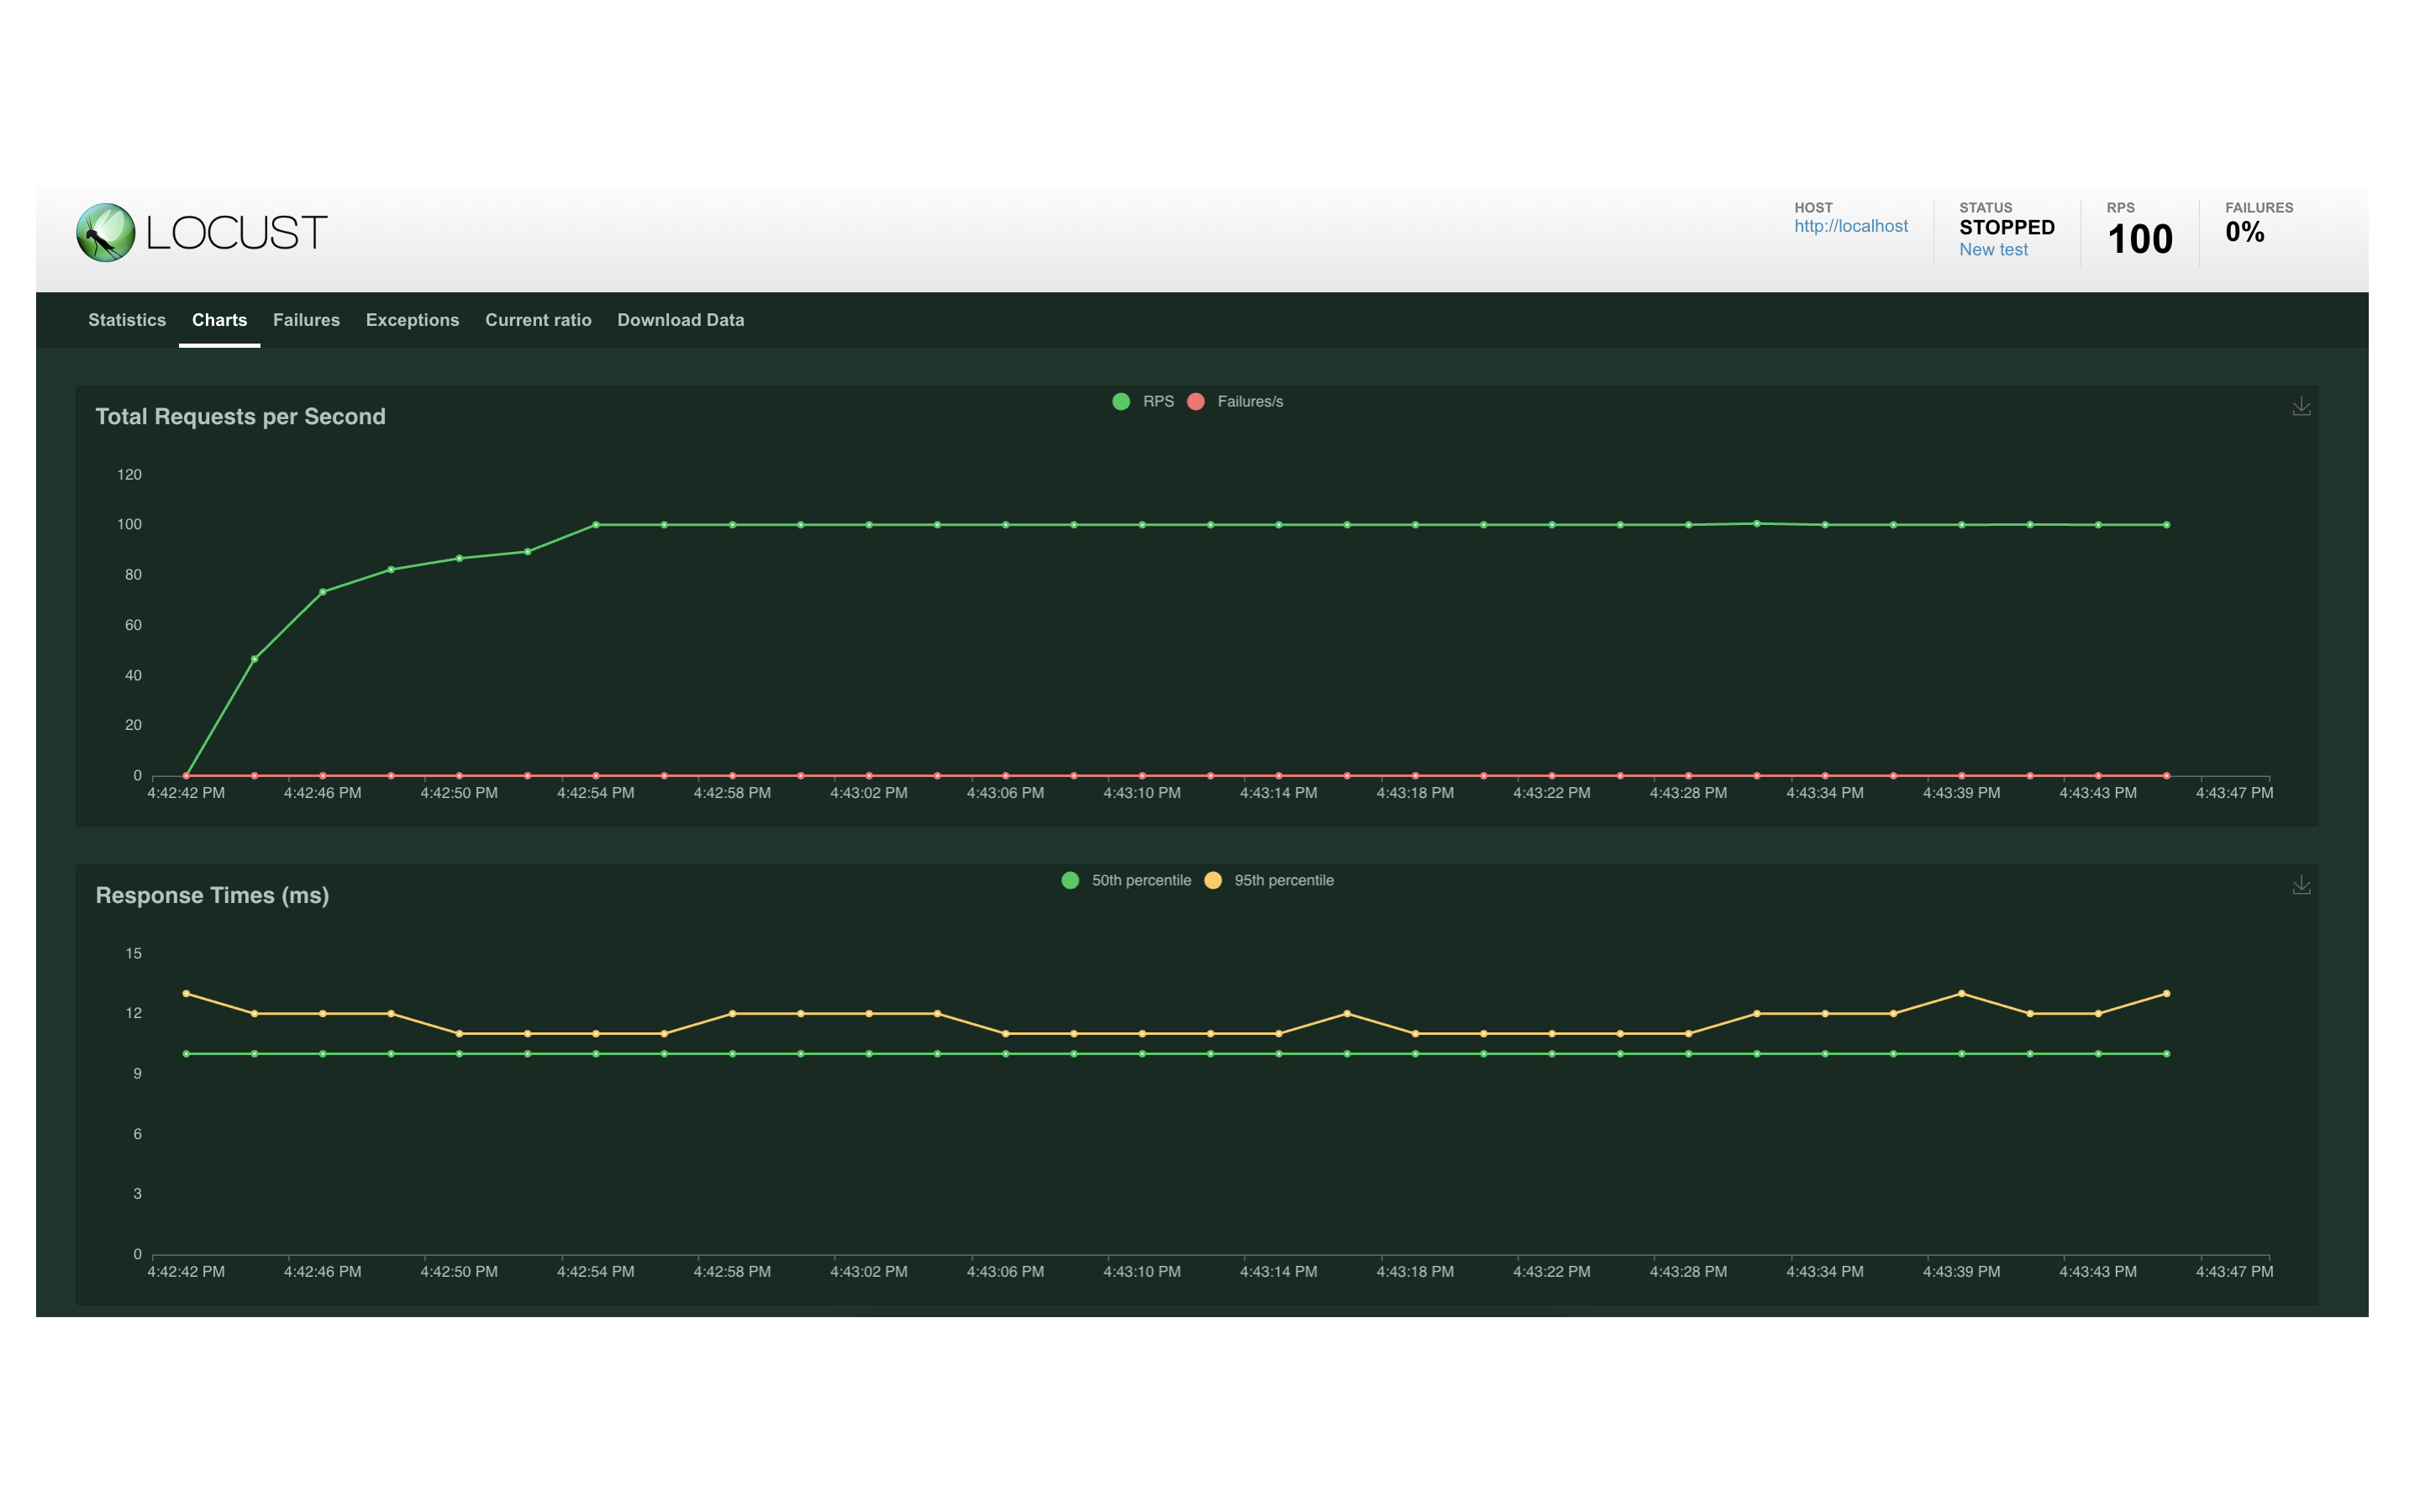 LOCUST
HOST
http://localhost
STATUS
STOPPED
New test
RPS
100
FAILURES
0%
Statistics Charts Failures Exceptions Current ratio Download Data
Total Requests per Second
RPS Failures/s
120
100
80
60
40
20
0
4:42:42 PM 4:42:46 PM 4:42:50 PM 4:42:54 PM 4:42:58 PM 4:43:02 PM 4:43:06 PM 4:43:10 PM 4:43:14 PM 4:43:18 PM 4:43:22 PM 4:43:28 PM 4:43:34 PM 4:43:39 PM 4:43:43 PM 4:43:47 PM
Response Times (ms)
50th percentile 95th percentile
15
12
9
6
3
0
4:42:42 PM 4:42:46 PM 4:42:50 PM 4:42:54 PM 4:42:58 PM 4:43:02 PM 4:43:06 PM 4:43:10 PM 4:43:14 PM 4:43:18 PM 4:43:22 PM 4:43:28 PM 4:43:34 PM 4:43:39 PM 4:43:43 PM 4:43:47 PM